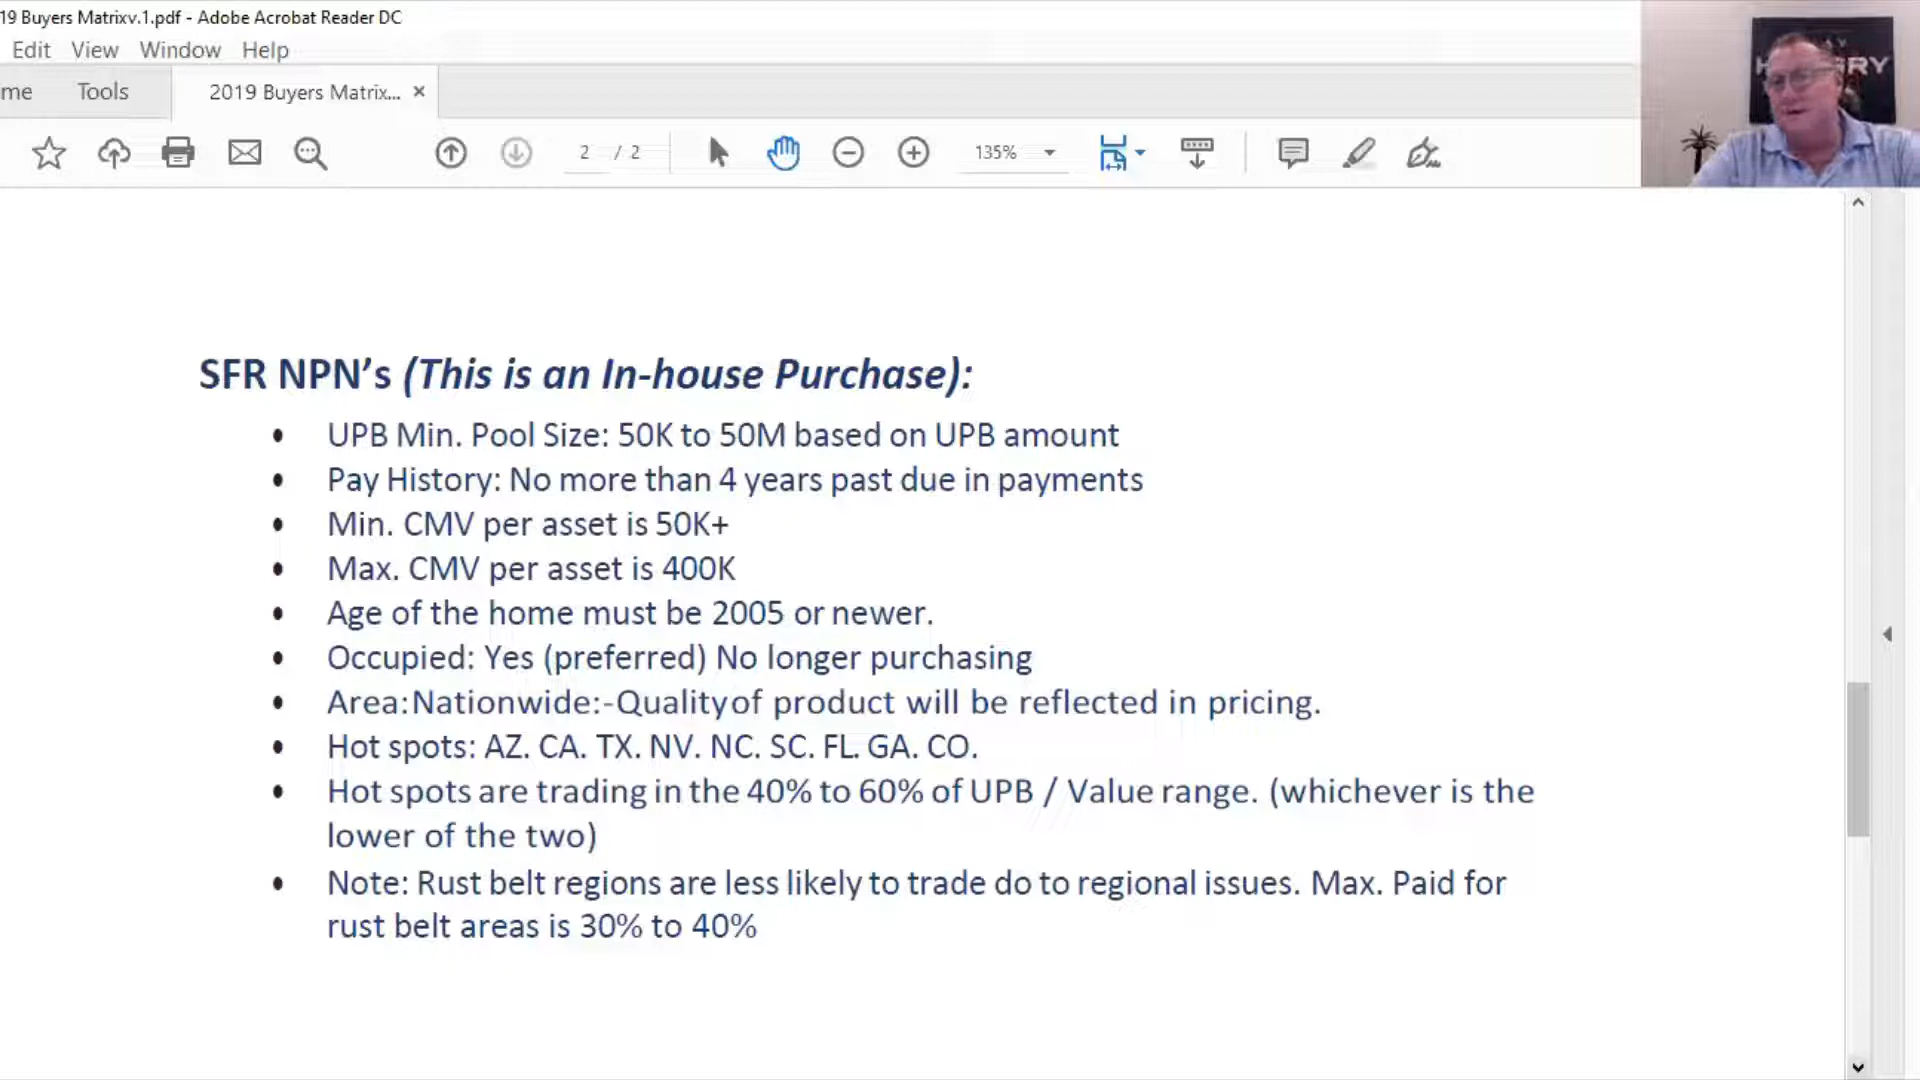 19 Buyers Matrixv.1.pdf - Adobe Acrobat Reader DC
Edit View Window Help
me Tools 2019 Buyers Matrix... ×
2 / 2 135%
SFR NPN’s (This is an In-house Purchase):
• UPB Min. Pool Size: 50K to 50M based on UPB amount
• Pay History: No more than 4 years past due in payments
• Min. CMV per asset is 50K+
• Max. CMV per asset is 400K
• Age of the home must be 2005 or newer.
• Occupied: Yes (preferred) No longer purchasing
• Area:Nationwide:-Qualityof product will be reflected in pricing.
• Hot spots: AZ. CA. TX. NV. NC. SC. FL. GA. CO.
• Hot spots are trading in the 40% to 60% of UPB / Value range. (whichever is the
lower of the two)
• Note: Rust belt regions are less likely to trade do to regional issues. Max. Paid for
rust belt areas is 30% to 40%